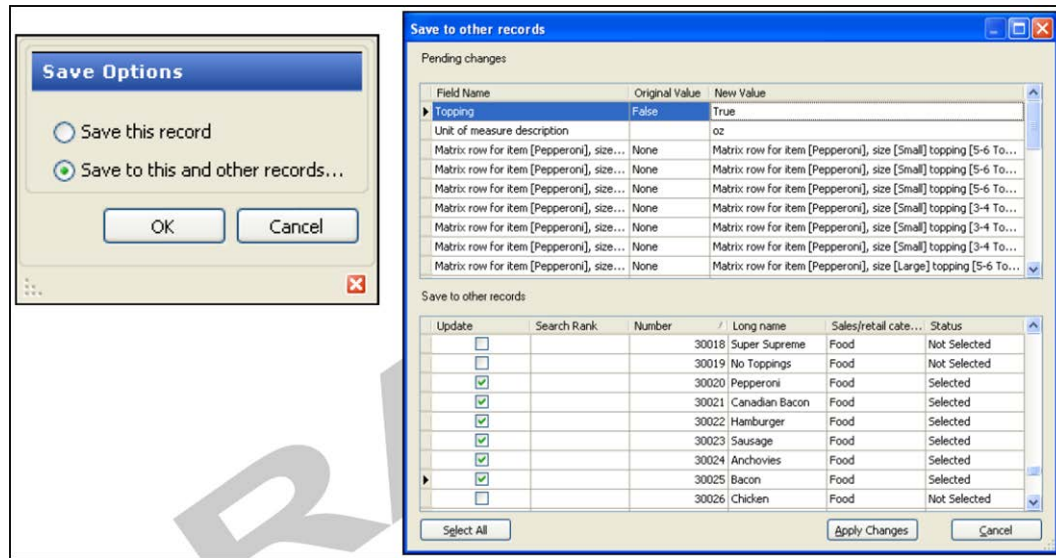 Save Options
Save this record
Save to this and other records...
OK Cancel
Save to other records
Pending changes
Field Name Original Value New Value
Topping False True
Unit of measure description oz
Matrix row for item [Pepperoni], size... None Matrix row for item [Pepperoni], size [Small] topping [5-6 To...
Matrix row for item [Pepperoni], size... None Matrix row for item [Pepperoni], size [Small] topping [5-6 To...
Matrix row for item [Pepperoni], size... None Matrix row for item [Pepperoni], size [Small] topping [5-6 To...
Matrix row for item [Pepperoni], size... None Matrix row for item [Pepperoni], size [Small] topping [3-4 To...
Matrix row for item [Pepperoni], size... None Matrix row for item [Pepperoni], size [Small] topping [3-4 To...
Matrix row for item [Pepperoni], size... None Matrix row for item [Pepperoni], size [Small] topping [3-4 To...
Matrix row for item [Pepperoni], size... None Matrix row for item [Pepperoni], size [Large] topping [5-6 To...
Save to other records
Update Search Rank Number / Long name Sales/retail cate... Status
30018 Super Supreme Food Not Selected
30019 No Toppings Food Not Selected
30020 Pepperoni Food Selected
30021 Canadian Bacon Food Selected
30022 Hamburger Food Selected
30023 Sausage Food Selected
30024 Anchovies Food Selected
30025 Bacon Food Selected
30026 Chicken Food Not Selected
Select All Apply Changes Cancel